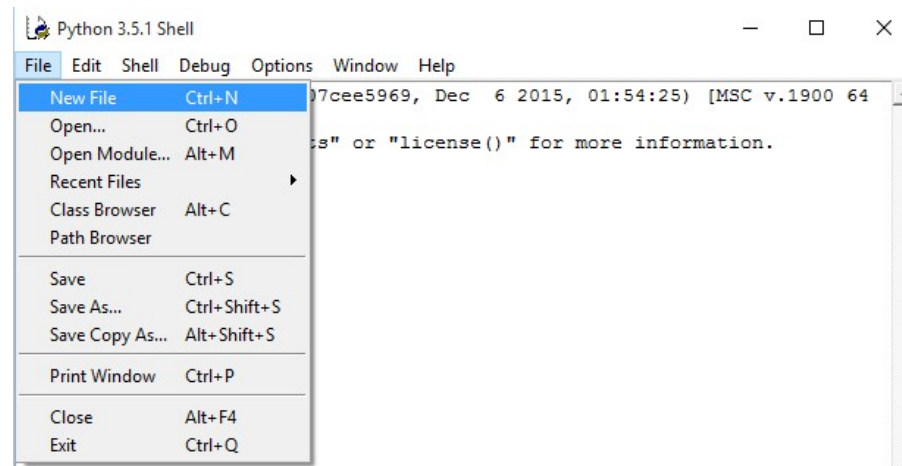 Python 3.5.1 Shell
File Edit Shell Debug Options Window Help
New File Ctrl+N
Open... Ctrl+O
Open Module... Alt+M
Recent Files
Class Browser Alt+C
Path Browser
Save Ctrl+S
Save As... Ctrl+Shift+S
Save Copy As... Alt+Shift+S
Print Window Ctrl+P
Close Alt+F4
Exit Ctrl+Q
7cee5969, Dec 6 2015, 01:54:25) [MSC v.1900 64
s" or "license()" for more information.